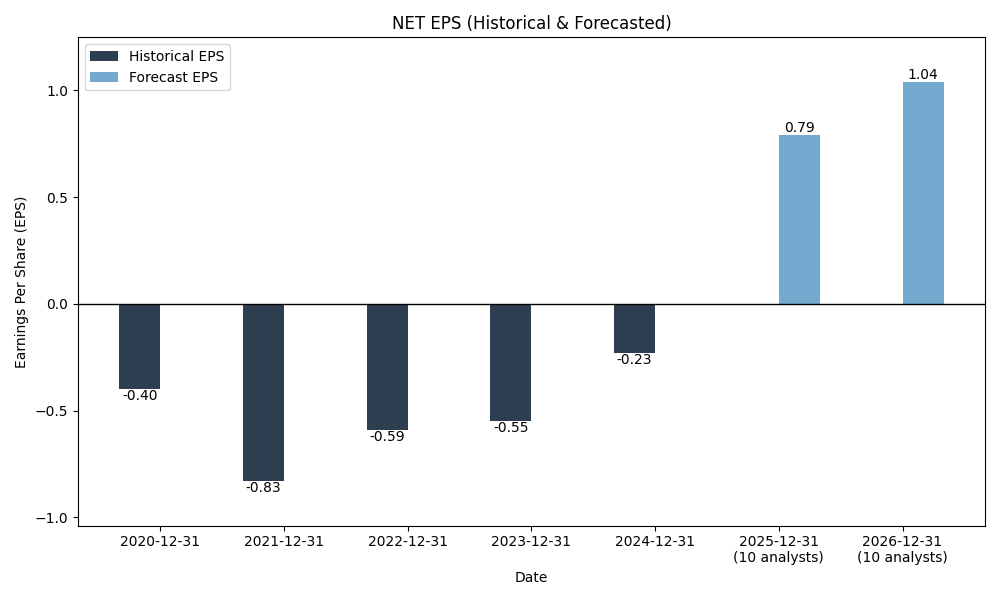 NET EPS (Historical & Forecasted)
Historical EPS
Forecast EPS
Earnings Per Share (EPS)
1.0
0.5
0.0
−0.5
−1.0
-0.40
-0.83
-0.59
-0.55
-0.23
0.79
1.04
2020-12-31
2021-12-31
2022-12-31
2023-12-31
2024-12-31
2025-12-31
(10 analysts)
2026-12-31
(10 analysts)
Date